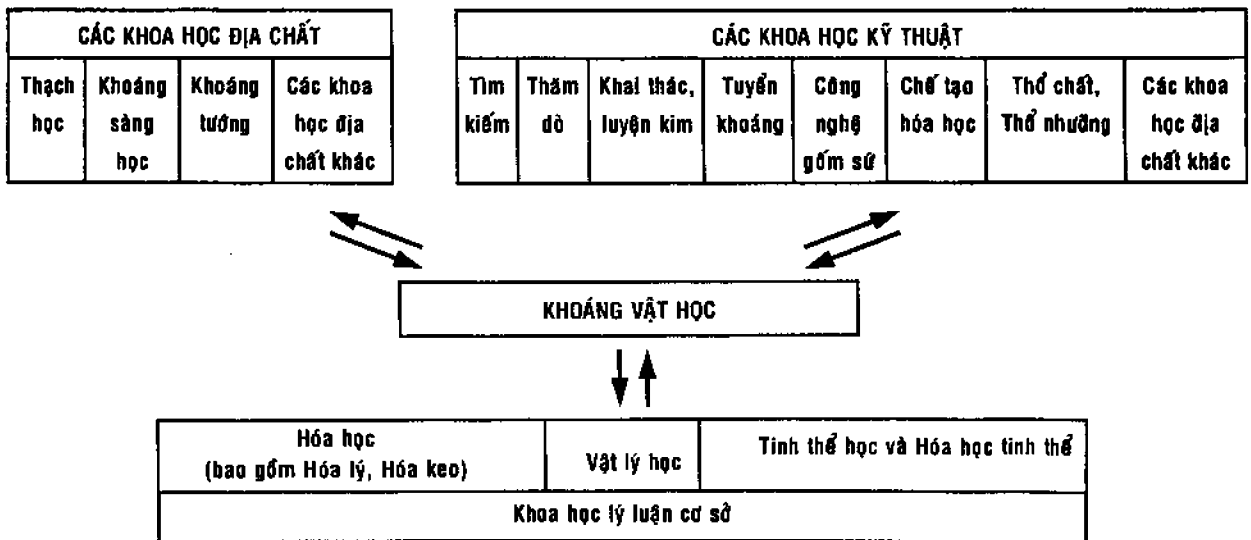 CÁC KHOA HỌC ĐỊA CHẤT
Thạch học
Khoáng sàng học
Khoáng tướng
Các khoa học địa chất khác
CÁC KHOA HỌC KỸ THUẬT
Tìm kiếm
Thăm dò
Khai thác, luyện kim
Tuyển khoáng
Công nghệ gốm sứ
Chế tạo hóa học
Thổ chất, Thổ nhưỡng
Các khoa học địa chất khác
KHOÁNG VẬT HỌC
Hóa học
(bao gồm Hóa lý, Hóa keo)
Vật lý học
Tinh thể học và Hóa học tinh thể
Khoa học lý luận cơ sở